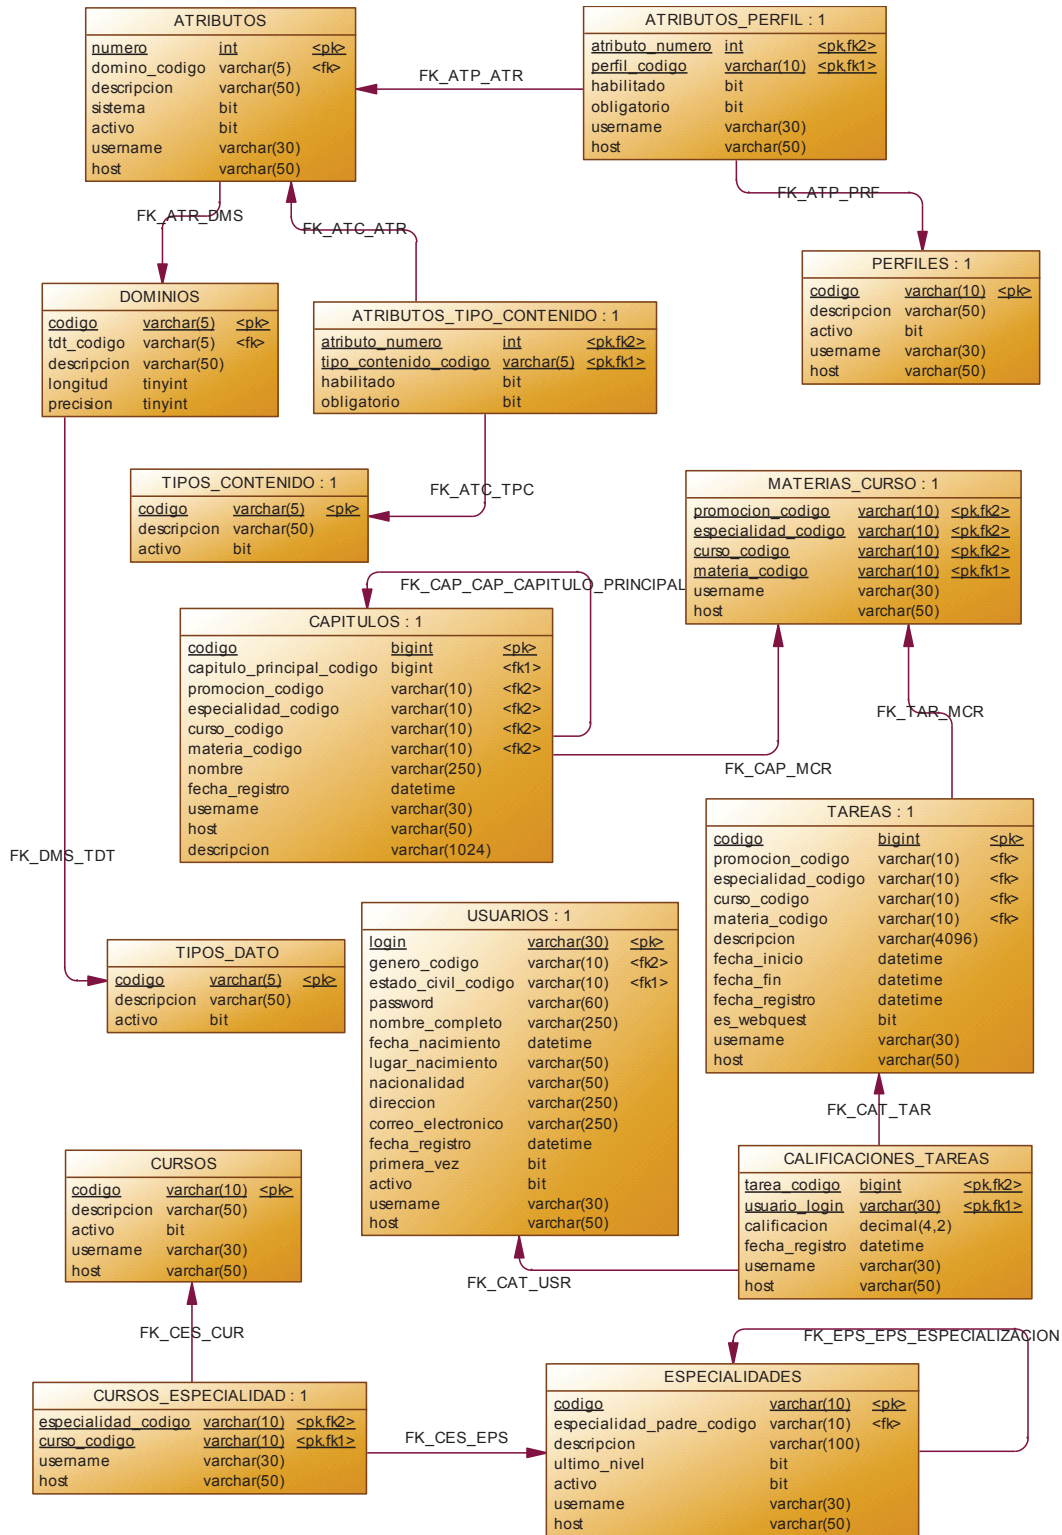 ATRIBUTOS
numero int <pk>
domino_codigo varchar(5) <fk>
descripcion varchar(50)
sistema bit
activo bit
username varchar(30)
host varchar(50)
ATRIBUTOS_PERFIL : 1
atributo_numero int <pk,fk2>
perfil_codigo varchar(10) <pk,fk1>
habilitado bit
obligatorio bit
username varchar(30)
host varchar(50)
FK_ATP_ATR
FK_ATP_PRF
FK_ATR_DMS
FK_ATC_ATR
PERFILES : 1
codigo varchar(10) <pk>
descripcion varchar(50)
activo bit
username varchar(30)
host varchar(50)
DOMINIOS
codigo varchar(5) <pk>
tdt_codigo varchar(5) <fk>
descripcion varchar(50)
longitud tinyint
precision tinyint
ATRIBUTOS_TIPO_CONTENIDO : 1
atributo_numero int <pk,fk2>
tipo_contenido_codigo varchar(5) <pk,fk1>
habilitado bit
obligatorio bit
TIPOS_CONTENIDO : 1
codigo varchar(5) <pk>
descripcion varchar(50)
activo bit
FK_ATC_TPC
MATERIAS_CURSO : 1
promocion_codigo varchar(10) <pk,fk2>
especialidad_codigo varchar(10) <pk,fk2>
curso_codigo varchar(10) <pk,fk2>
materia_codigo varchar(10) <pk,fk1>
username varchar(30)
host varchar(50)
FK_CAP_CAP_CAPITULO_PRINCIPAL
CAPITULOS : 1
codigo bigint <pk>
capitulo_principal_codigo bigint <fk1>
promocion_codigo varchar(10) <fk2>
especialidad_codigo varchar(10) <fk2>
curso_codigo varchar(10) <fk2>
materia_codigo varchar(10) <fk2>
nombre varchar(250)
fecha_registro datetime
username varchar(30)
host varchar(50)
descripcion varchar(1024)
FK_TAR_MCR
FK_CAP_MCR
TAREAS : 1
codigo bigint <pk>
promocion_codigo varchar(10) <fk>
especialidad_codigo varchar(10) <fk>
curso_codigo varchar(10) <fk>
materia_codigo varchar(10) <fk>
descripcion varchar(4096)
fecha_inicio datetime
fecha_fin datetime
fecha_registro datetime
es_webquest bit
username varchar(30)
host varchar(50)
FK_DMS_TDT
USUARIOS : 1
login varchar(30) <pk>
genero_codigo varchar(10) <fk2>
estado_civil_codigo varchar(10) <fk1>
password varchar(60)
nombre_completo varchar(250)
fecha_nacimiento datetime
lugar_nacimiento varchar(50)
nacionalidad varchar(50)
direccion varchar(250)
correo_electronico varchar(250)
fecha_registro datetime
primera_vez bit
activo bit
username varchar(30)
host varchar(50)
TIPOS_DATO
codigo varchar(5) <pk>
descripcion varchar(50)
activo bit
FK_CAT_TAR
CURSOS
codigo varchar(10) <pk>
descripcion varchar(50)
activo bit
username varchar(30)
host varchar(50)
CALIFICACIONES_TAREAS
tarea_codigo bigint <pk,fk2>
usuario_login varchar(30) <pk,fk1>
calificacion decimal(4,2)
fecha_registro datetime
username varchar(30)
host varchar(50)
FK_CAT_USR
FK_CES_CUR
FK_EPS_EPS_ESPECIALIZACION
CURSOS_ESPECIALIDAD : 1
especialidad_codigo varchar(10) <pk,fk2>
curso_codigo varchar(10) <pk,fk1>
username varchar(30)
host varchar(50)
FK_CES_EPS
ESPECIALIDADES
codigo varchar(10) <pk>
especialidad_padre_codigo varchar(10) <fk>
descripcion varchar(100)
ultimo_nivel bit
activo bit
username varchar(30)
host varchar(50)